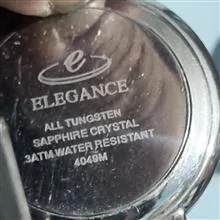 e
ELEGANCE
ALL TUNGSTEN
SAPPHIRE CRYSTAL
3ATM WATER RESISTANT
4049M